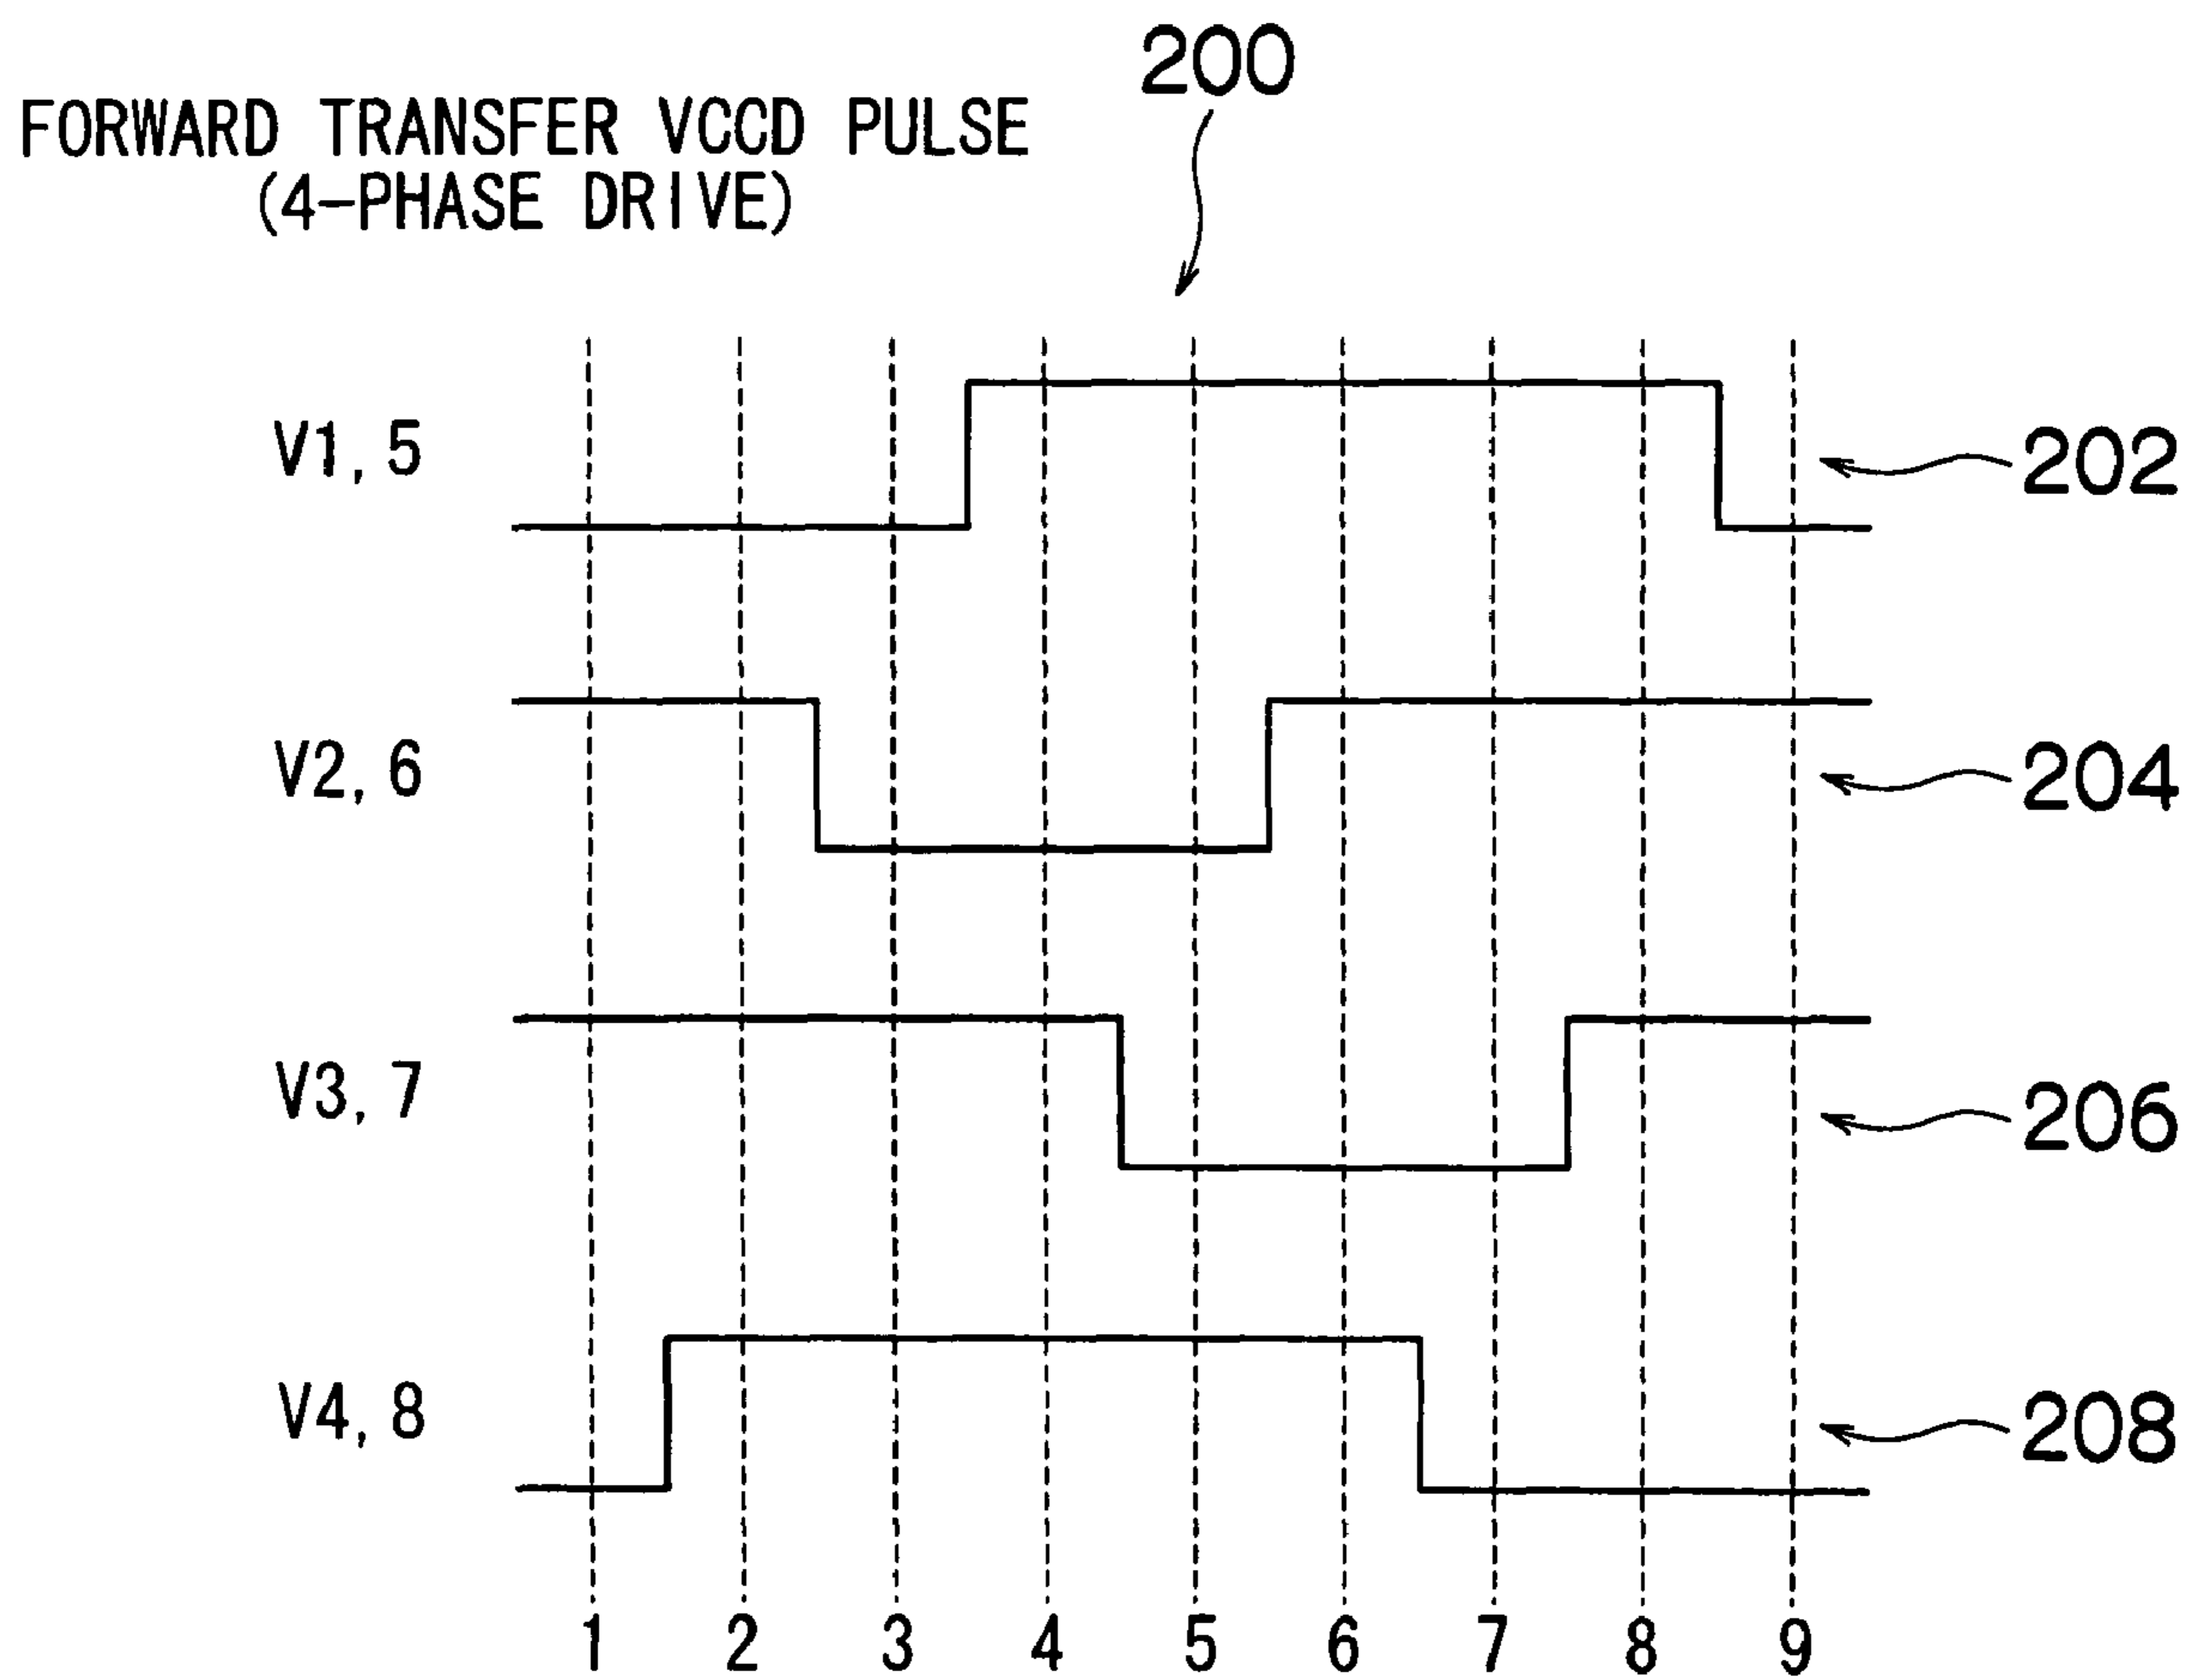 200
FORWARD TRANSFER VCCD PULSE
(4-PHASE DRIVE)
V1, 5
202
V2, 6
204
V3, 7
206
V4, 8
208
1 2 3 4 5 6 7 8 9